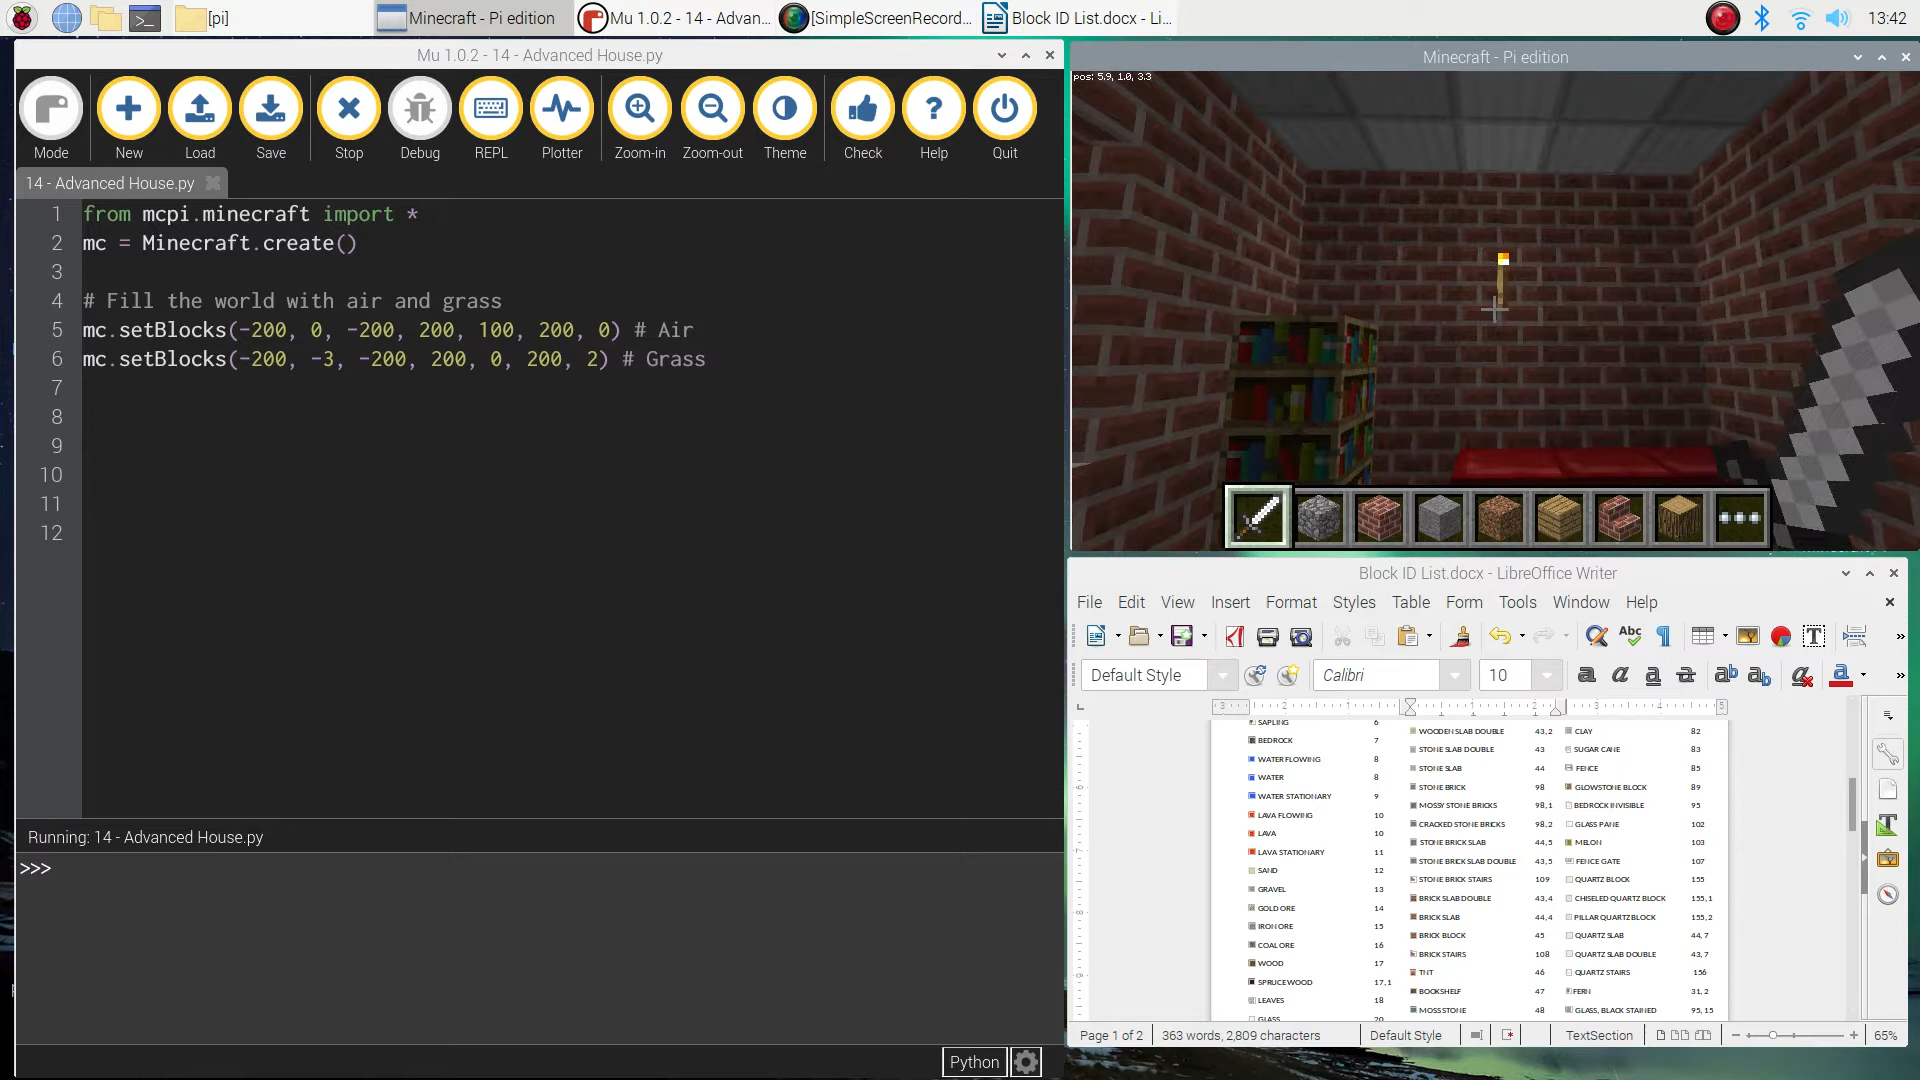 [pi]
Minecraft - Pi edition
Mu 1.0.2 - 14 - Advan...
[SimpleScreenRecord...
Block ID List.docx - Li...
13:42
Mu 1.0.2 - 14 - Advanced House.py
Mode
New
Load
Save
Stop
Debug
REPL
Plotter
Zoom-in
Zoom-out
Theme
Check
Help
Quit
14 - Advanced House.py
1 from mcpi.minecraft import *
2 mc = Minecraft.create()
3
4 # Fill the world with air and grass
5 mc.setBlocks(-200, 0, -200, 200, 100, 200, 0) # Air
6 mc.setBlocks(-200, -3, -200, 200, 0, 200, 2) # Grass
7
8
9
10
11
12
Running: 14 - Advanced House.py
>>>
Python
Minecraft - Pi edition
pos: 5.9, 1.0, 3.3
Block ID List.docx - LibreOffice Writer
File Edit View Insert Format Styles Table Form Tools Window Help
Default Style
Calibri
10
SAPLING 6
BEDROCK 7
WATER FLOWING 8
WATER 8
WATER STATIONARY 9
LAVA FLOWING 10
LAVA 10
LAVA STATIONARY 11
SAND 12
GRAVEL 13
GOLD ORE 14
IRON ORE 15
COAL ORE 16
WOOD 17
SPRUCE WOOD 17,1
LEAVES 18
GLASS 20
WOODEN SLAB DOUBLE 43,2
STONE SLAB DOUBLE 43
STONE SLAB 44
STONE BRICK 98
MOSSY STONE BRICKS 98,1
CRACKED STONE BRICKS 98,2
STONE BRICK SLAB 44,5
STONE BRICK SLAB DOUBLE 43,5
STONE BRICK STAIRS 109
BRICK SLAB DOUBLE 43,4
BRICK SLAB 44,4
BRICK BLOCK 45
BRICK STAIRS 108
TNT 46
BOOKSHELF 47
MOSS STONE 48
CLAY 82
SUGAR CANE 83
FENCE 85
GLOWSTONE BLOCK 89
BEDROCK INVISIBLE 95
GLASS PANE 102
MELON 103
FENCE GATE 107
QUARTZ BLOCK 155
CHISELED QUARTZ BLOCK 155,1
PILLAR QUARTZ BLOCK 155,2
QUARTZ SLAB 44, 7
QUARTZ SLAB DOUBLE 43,7
QUARTZ STAIRS 156
FERN 31, 2
GLASS, BLACK STAINED 95, 15
Page 1 of 2
363 words, 2,809 characters
Default Style
TextSection
65%